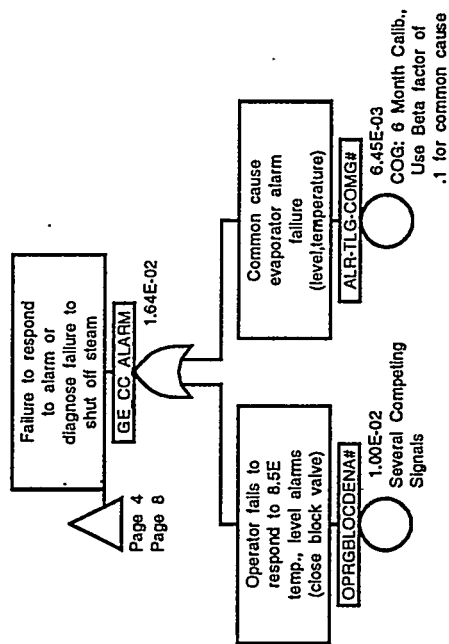 Failure to respond
to alarm or
diagnose failure to
shut off steam
GE_CC_ALARM
1.64E-02
Page 4
Page 8
Operator fails to
respond to 8.5E
temp., level alarms
(close block valve)
OPRGBLOCDENA#
1.00E-02
Several Competing
Signals
Common cause
evaporator alarm
failure
(level,temperature)
ALR-TLG-COMG#
6.45E-03
COG: 6 Month Calib.,
Use Beta factor of
.1 for common cause